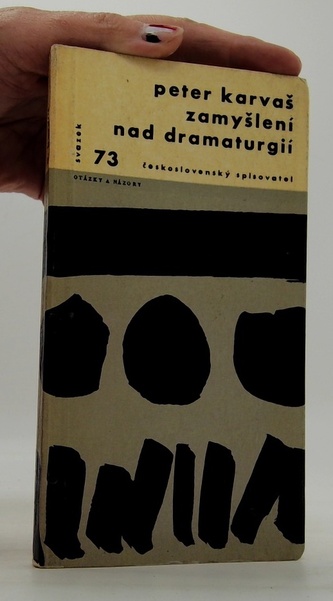 peter karvaš
zamyšlení
nad dramaturgií
svazek
73
československý spisovatel
OTÁZKY A NÁZORY